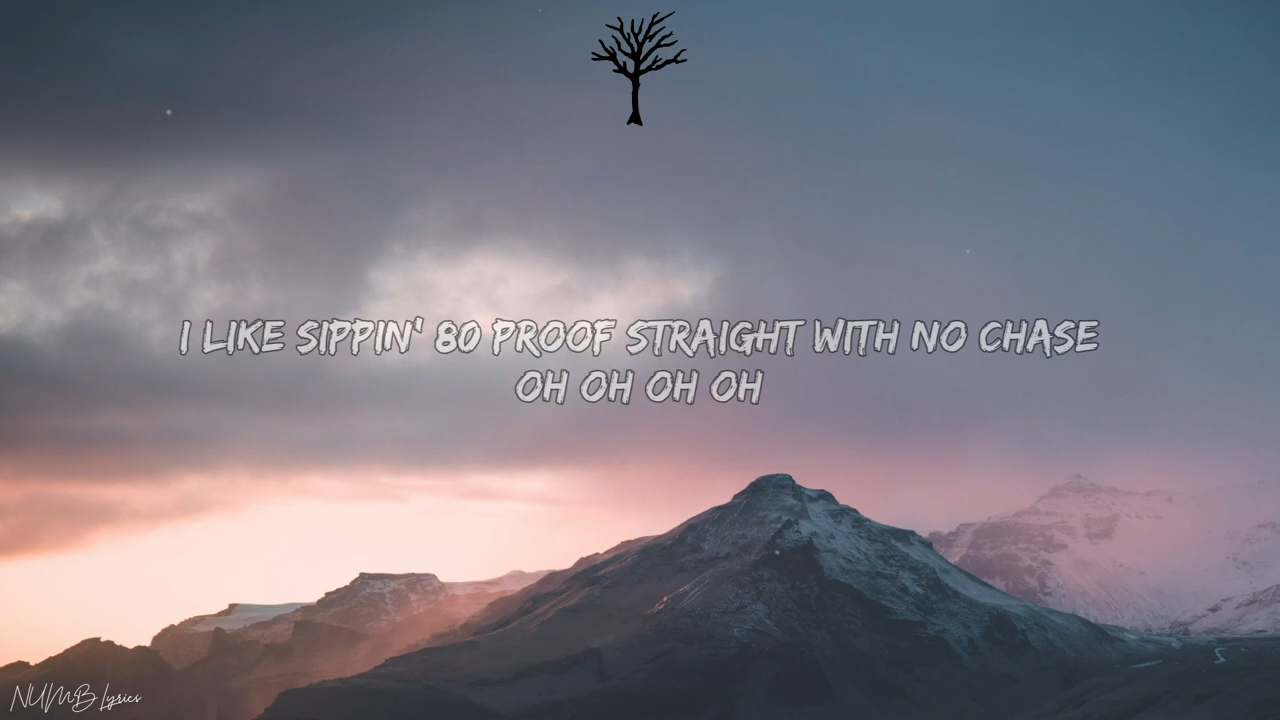 I LIKE SIPPIN' 80 PROOF STRAIGHT WITH NO CHASE
OH OH OH OH
NUMB Lyrics